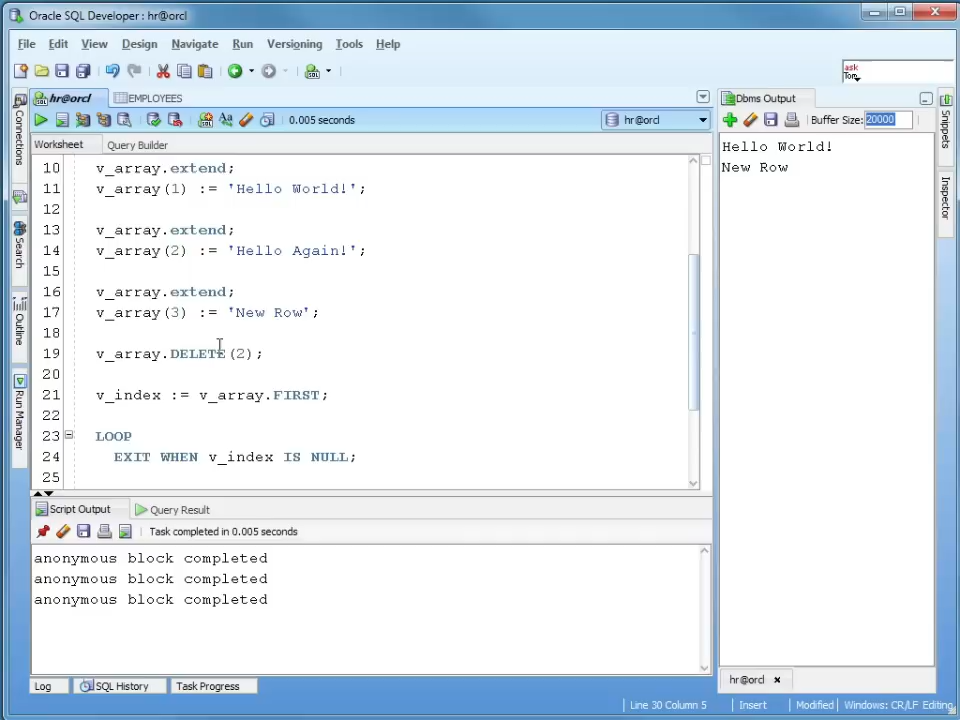 Oracle SQL Developer : hr@orcl
File Edit View Design Navigate Run Versioning Tools Help
ask
Tom
hr@orcl EMPLOYEES
0.005 seconds hr@orcl
Worksheet Query Builder
10 v_array.extend;
11 v_array(1) := 'Hello World!';
12
13 v_array.extend;
14 v_array(2) := 'Hello Again!';
15
16 v_array.extend;
17 v_array(3) := 'New Row';
18
19 v_array.DELETE(2);
20
21 v_index := v_array.FIRST;
22
23 LOOP
24 EXIT WHEN v_index IS NULL;
25
Connections
Search
Outline
Run Manager
Dbms Output
Buffer Size: 20000
Hello World!
New Row
hr@orcl
Snippets
Inspector
Script Output Query Result
Task completed in 0.005 seconds
anonymous block completed
anonymous block completed
anonymous block completed
Log SQL History Task Progress
Line 30 Column 5 Insert Modified Windows: CR/LF Editing